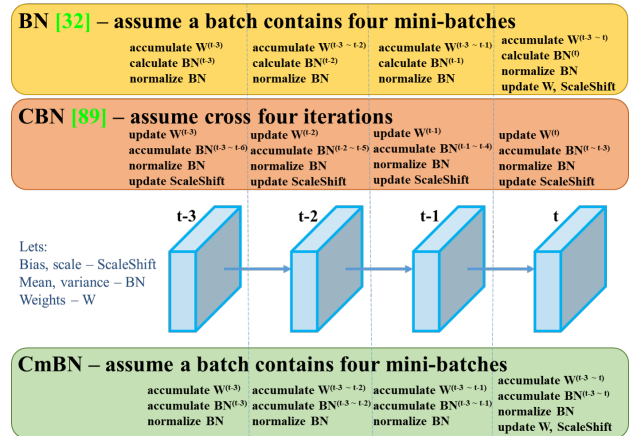 BN [32] – assume a batch contains four mini-batches
accumulate W(t-3) accumulate W(t-3 ~ t-2) accumulate W(t-3 ~ t-1) accumulate W(t-3 ~ t)
calculate BN(t-3) calculate BN(t-2) calculate BN(t-1) calculate BN(t)
normalize BN normalize BN normalize BN normalize BN
update W, ScaleShift
CBN [89] – assume cross four iterations
update W(t-3) update W(t-2) update W(t-1) update W(t)
accumulate BN(t-3 ~ t-6) accumulate BN(t-2 ~ t-5) accumulate BN(t-1 ~ t-4) accumulate BN(t ~ t-3)
normalize BN normalize BN normalize BN normalize BN
update ScaleShift update ScaleShift update ScaleShift update ScaleShift
t-3 t-2 t-1 t
Lets:
Bias, scale – ScaleShift
Mean, variance – BN
Weights – W
CmBN – assume a batch contains four mini-batches
accumulate W(t-3) accumulate W(t-3 ~ t-2) accumulate W(t-3 ~ t-1) accumulate W(t-3 ~ t)
accumulate BN(t-3) accumulate BN(t-3 ~ t-2) accumulate BN(t-3 ~ t-1) accumulate BN(t-3 ~ t)
normalize BN normalize BN normalize BN normalize BN
update W, ScaleShift